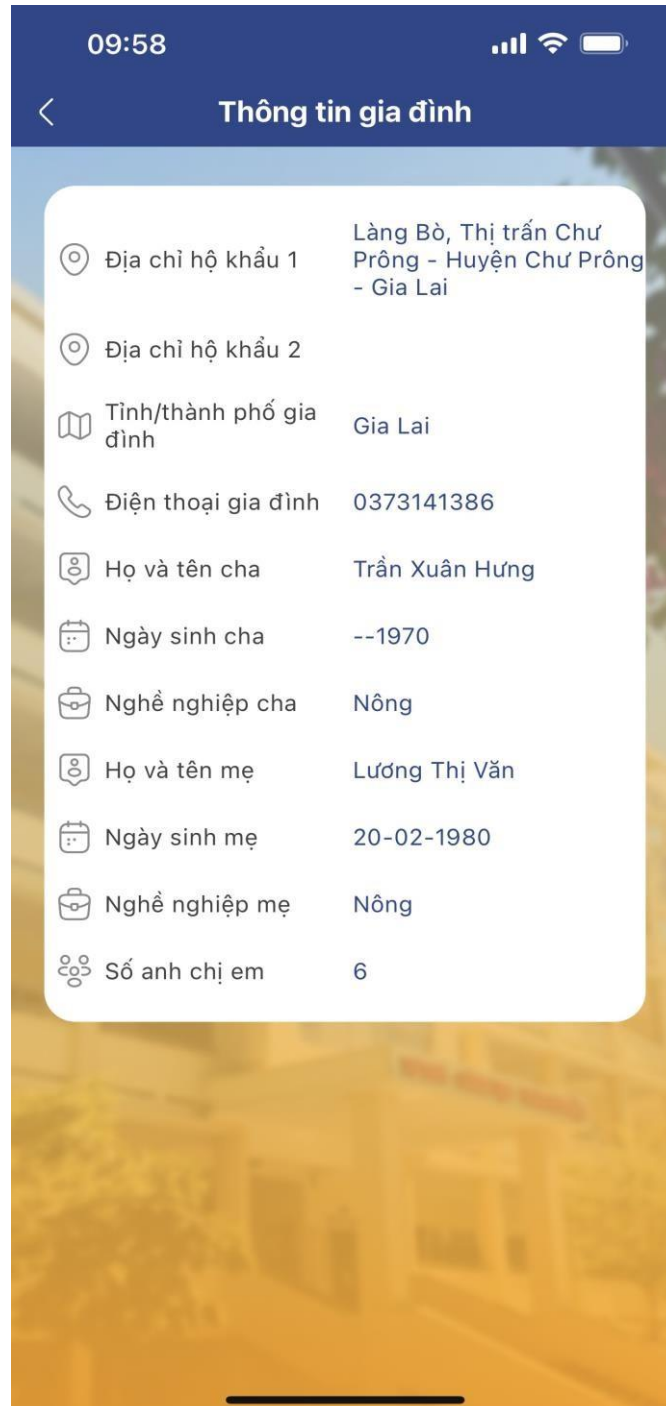 09:58
Thông tin gia đình
Địa chỉ hộ khẩu 1
Làng Bò, Thị trấn Chư
Prông - Huyện Chư Prông
- Gia Lai
Địa chỉ hộ khẩu 2
Tỉnh/thành phố gia
đình
Gia Lai
Điện thoại gia đình
0373141386
Họ và tên cha
Trần Xuân Hưng
Ngày sinh cha
--1970
Nghề nghiệp cha
Nông
Họ và tên mẹ
Lương Thị Văn
Ngày sinh mẹ
20-02-1980
Nghề nghiệp mẹ
Nông
Số anh chị em
6